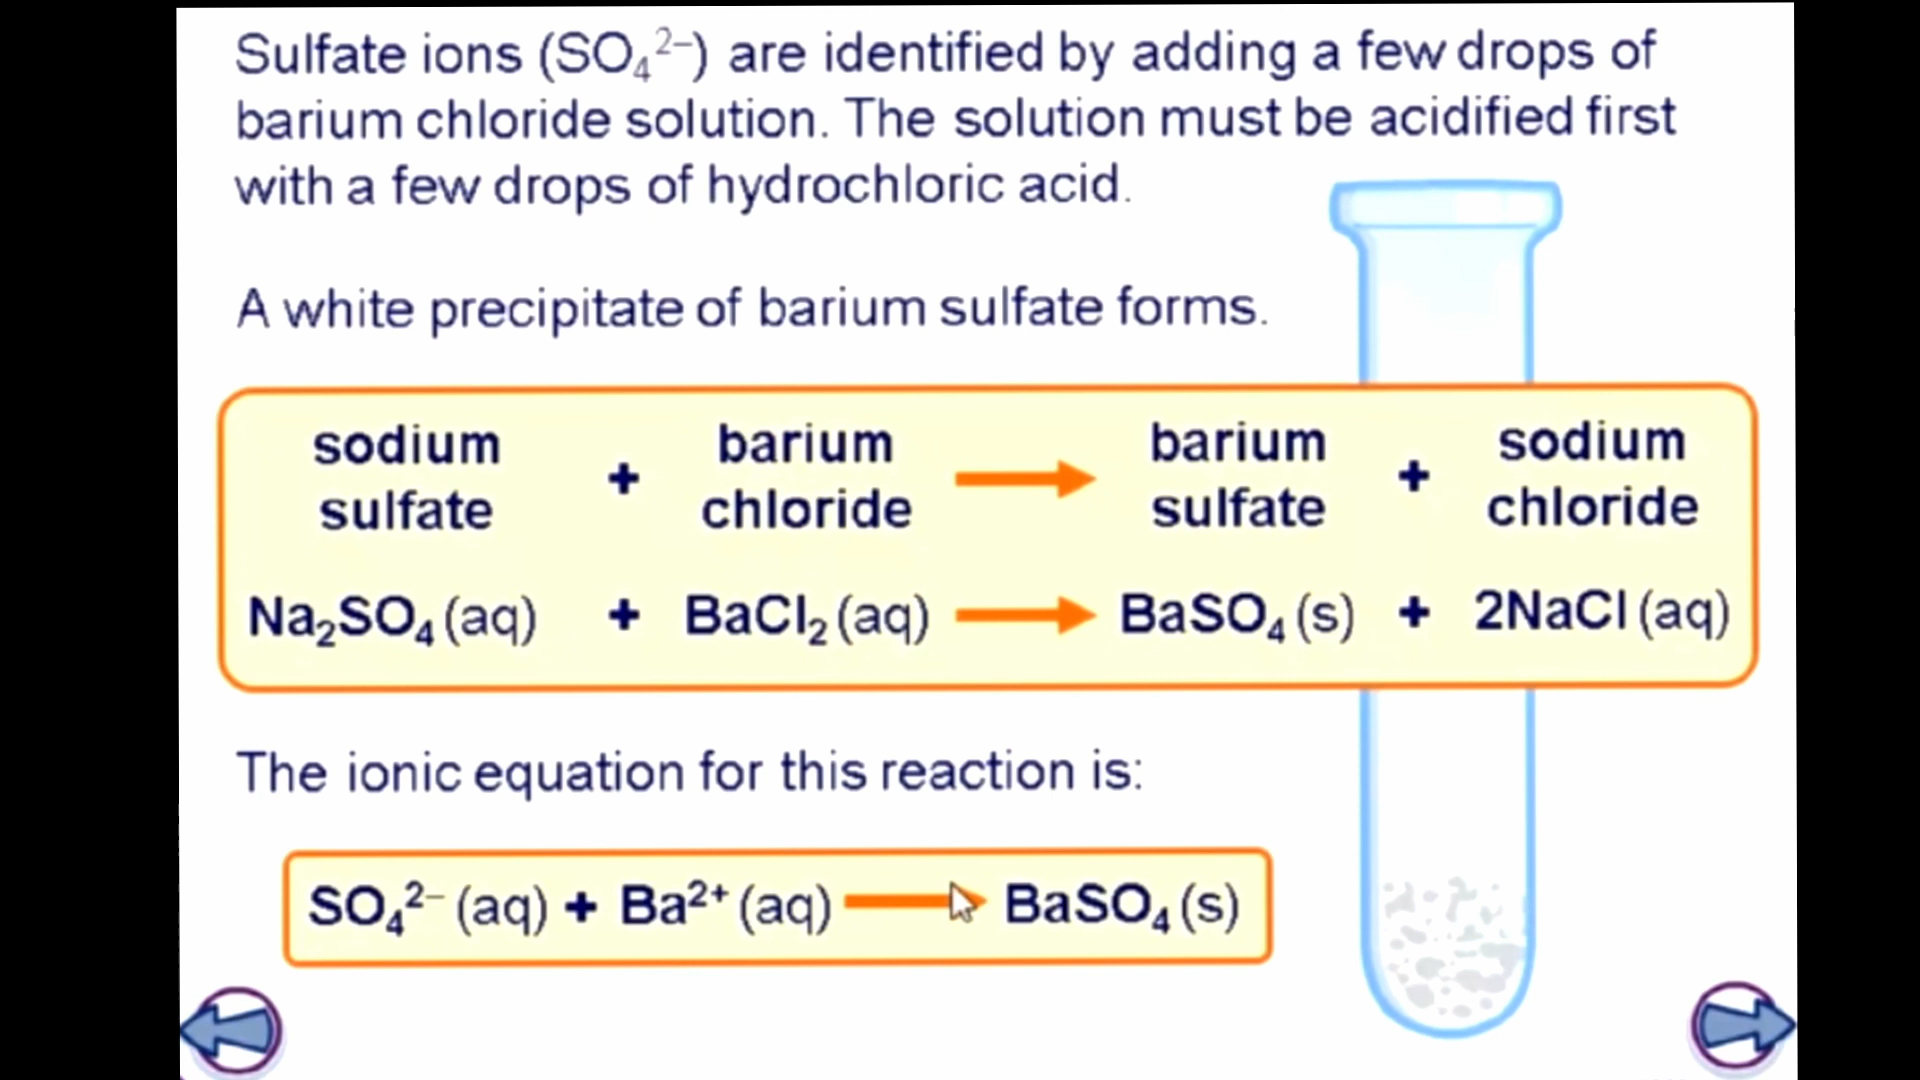 Sulfate ions (SO₄²⁻) are identified by adding a few drops of
barium chloride solution. The solution must be acidified first
with a few drops of hydrochloric acid.
A white precipitate of barium sulfate forms.
sodium sulfate + barium chloride → barium sulfate + sodium chloride
Na₂SO₄ (aq) + BaCl₂ (aq) → BaSO₄ (s) + 2NaCl (aq)
The ionic equation for this reaction is:
SO₄²⁻ (aq) + Ba²⁺ (aq) → BaSO₄ (s)